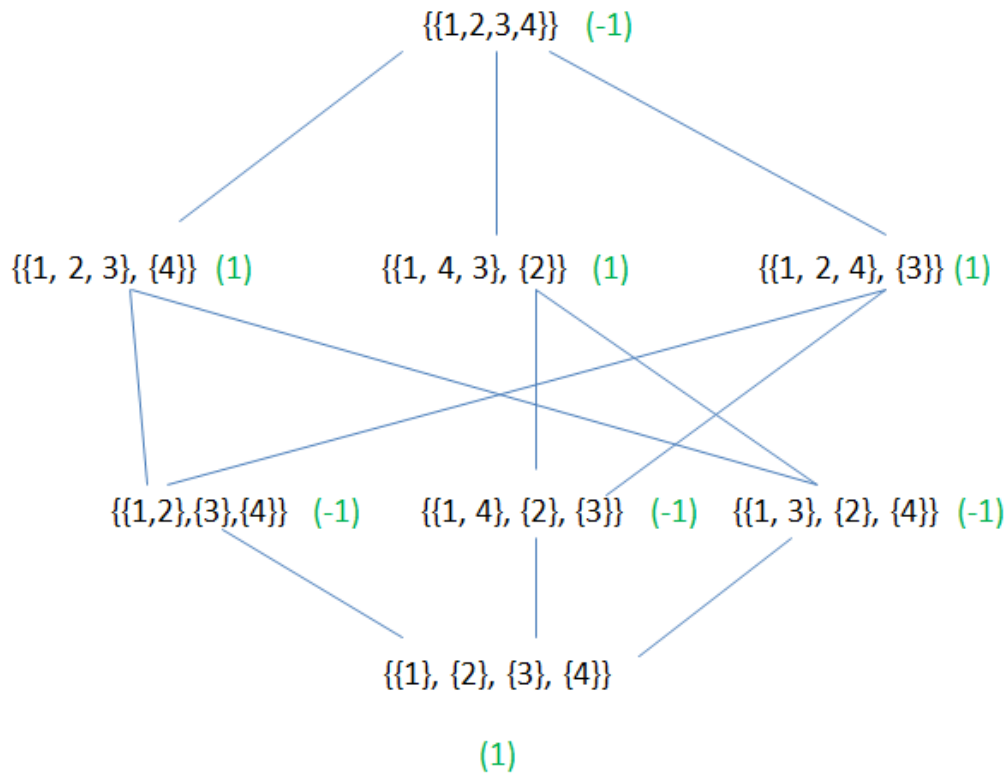 {{1,2,3,4}} (-1)
{{1, 2, 3}, {4}} (1) {{1, 4, 3}, {2}} (1) {{1, 2, 4}, {3}} (1)
{{1,2},{3},{4}} (-1) {{1, 4}, {2}, {3}} (-1) {{1, 3}, {2}, {4}} (-1)
{{1}, {2}, {3}, {4}}
(1)